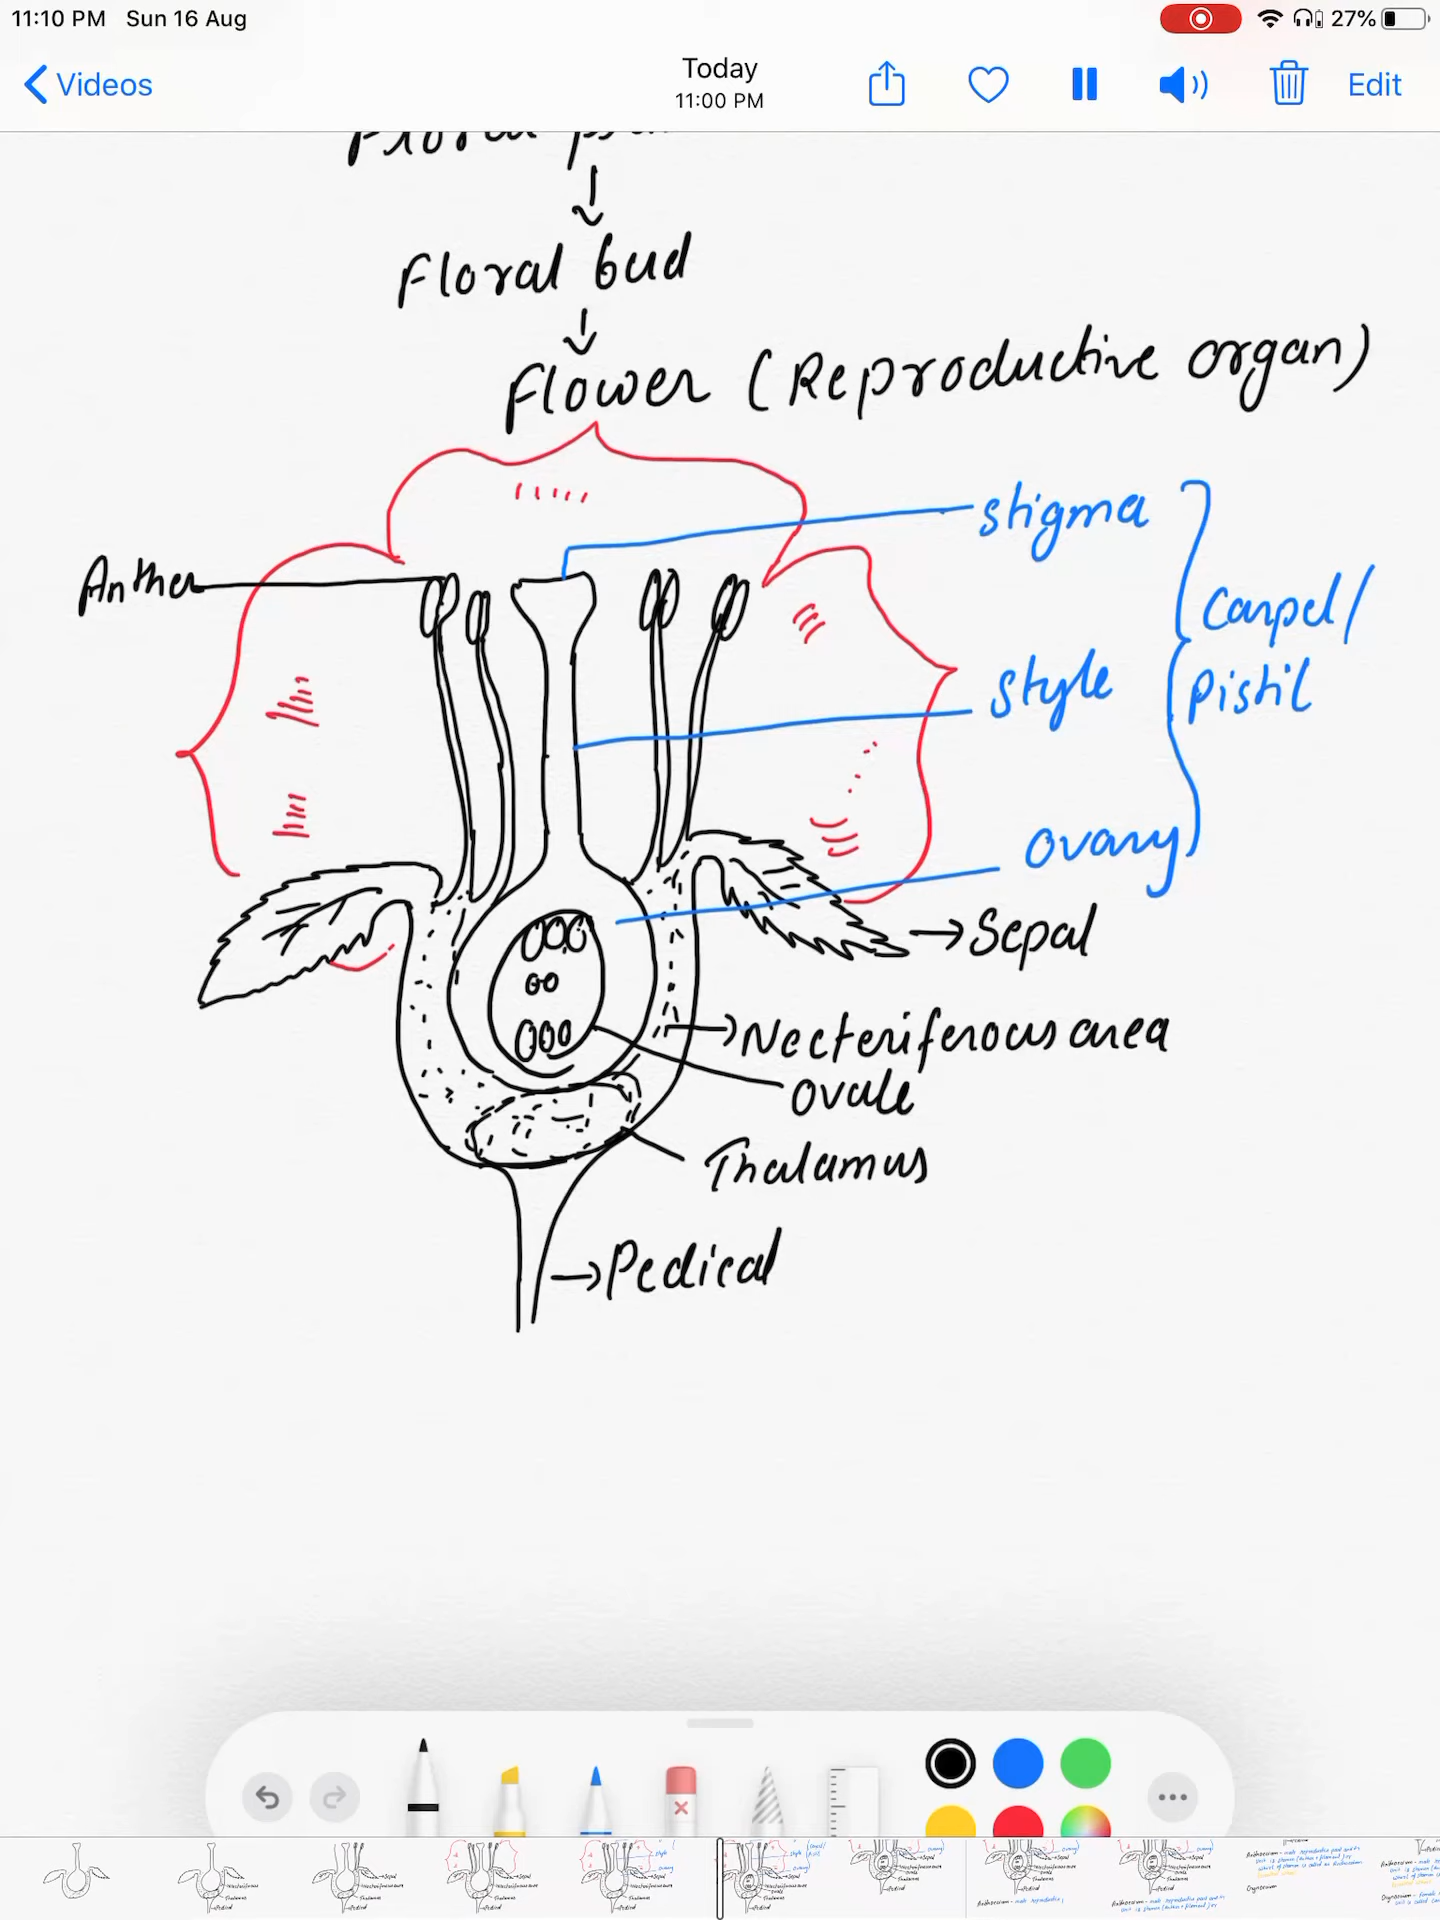 11:10 PM Sun 16 Aug
27%
Videos
Today
11:00 PM
Edit
Floral
Floral bud
Flower (Reproductive organ)
stigma
Anther
Carpel/
Pistil
style
ovary
Sepal
Necteriferous area
ovule
Thalamus
Pedical